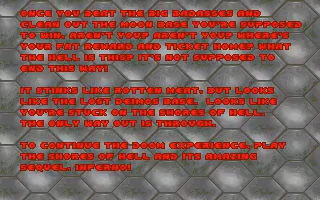 ONCE YOU BEAT THE BIG BADASSES AND
CLEAN OUT THE MOON BASE YOU'RE SUPPOSED
TO WIN, AREN'T YOU? AREN'T YOU? WHERE'S
YOUR FAT REWARD AND TICKET HOME? WHAT
THE HELL IS THIS? IT'S NOT SUPPOSED TO
END THIS WAY!
IT STINKS LIKE ROTTEN MEAT, BUT LOOKS
LIKE THE LOST DEIMOS BASE. LOOKS LIKE
YOU'RE STUCK ON THE SHORES OF HELL.
THE ONLY WAY OUT IS THROUGH.
TO CONTINUE THE DOOM EXPERIENCE, PLAY
THE SHORES OF HELL AND ITS AMAZING
SEQUEL, INFERNO!